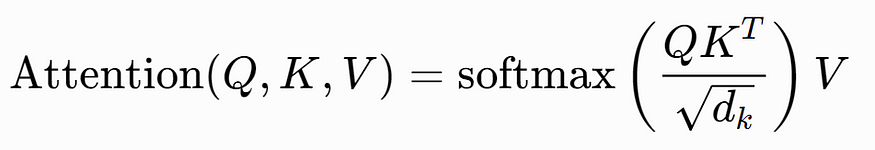 Attention(Q, K, V) = softmax(QK^T / √d_k)V